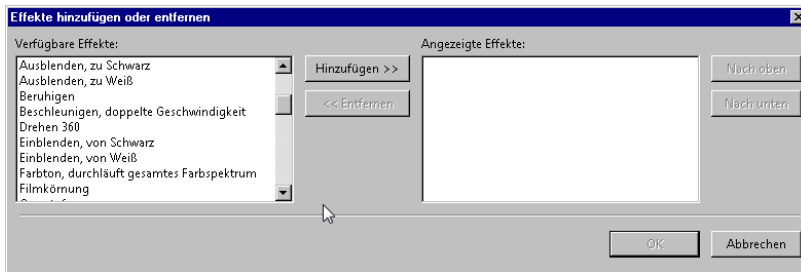 Effekte hinzufügen oder entfernen
Verfügbare Effekte:
Ausblenden, zu Schwarz
Ausblenden, zu Weiß
Beruhigen
Beschleunigen, doppelte Geschwindigkeit
Drehen 360
Einblenden, von Schwarz
Einblenden, von Weiß
Farbton, durchläuft gesamtes Farbspektrum
Filmkörnung
Hinzufügen >>
<< Entfernen
Angezeigte Effekte:
Nach oben
Nach unten
OK
Abbrechen